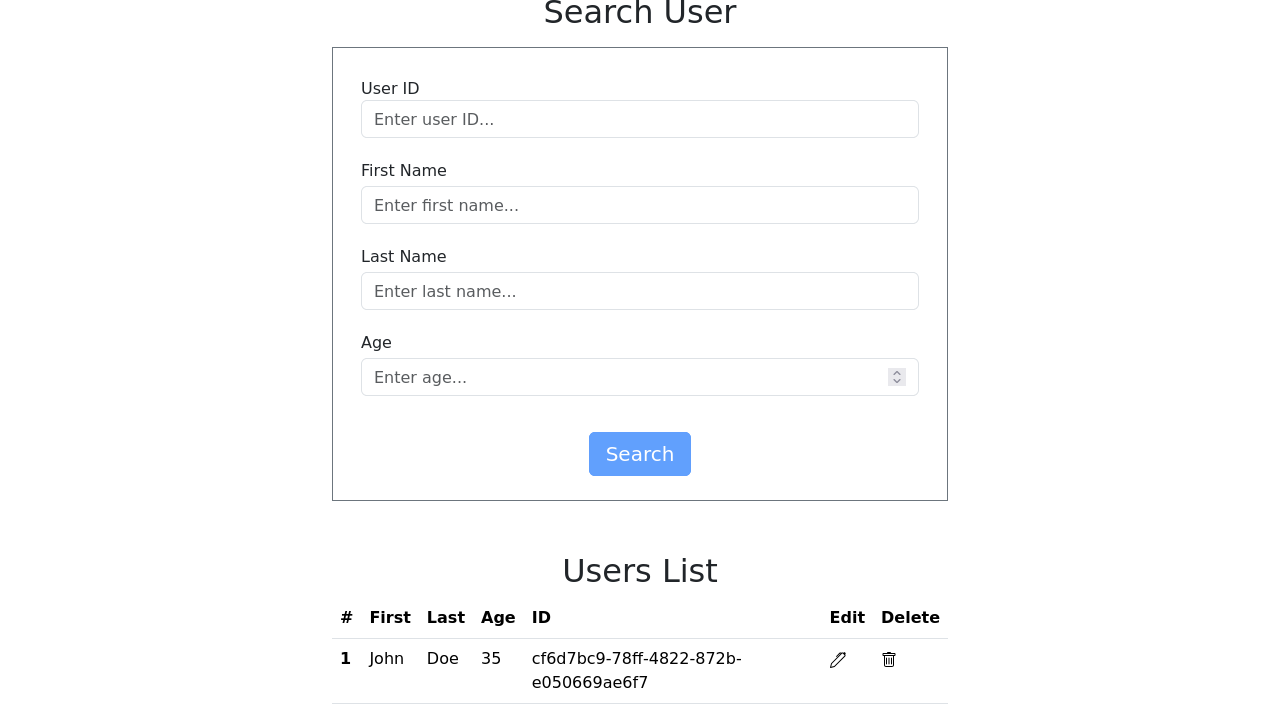 Search User
User ID
Enter user ID...
First Name
Enter first name...
Last Name
Enter last name...
Age
Enter age...
Search
Users List
# First Last Age ID Edit Delete
1 John Doe 35 cf6d7bc9-78ff-4822-872b-
e050669ae6f7